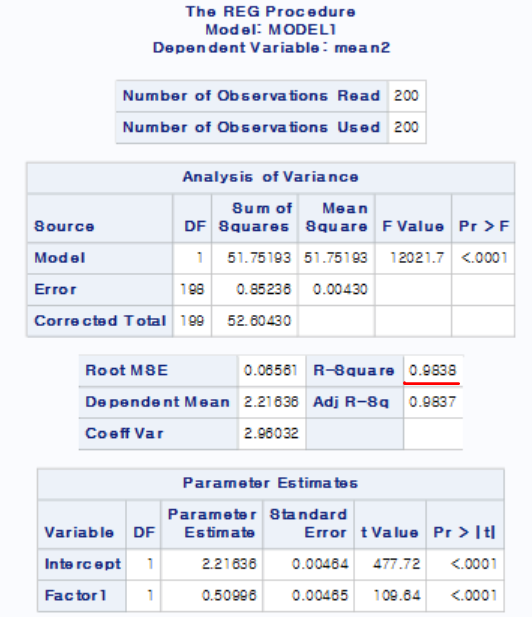 The REG Procedure
Model: MODEL1
Dependent Variable: mean2
Number of Observations Read 200
Number of Observations Used 200
Analysis of Variance
Source DF Sum of Squares Mean Square F Value Pr > F
Model 1 51.75193 51.75193 12021.7 <.0001
Error 198 0.85236 0.00430
Corrected Total 199 52.60430
Root MSE 0.06561 R-Square 0.9838
Dependent Mean 2.21636 Adj R-Sq 0.9837
Coeff Var 2.96032
Parameter Estimates
Variable DF Parameter Estimate Standard Error t Value Pr > |t|
Intercept 1 2.21636 0.00464 477.72 <.0001
Factor1 1 0.50996 0.00465 109.64 <.0001